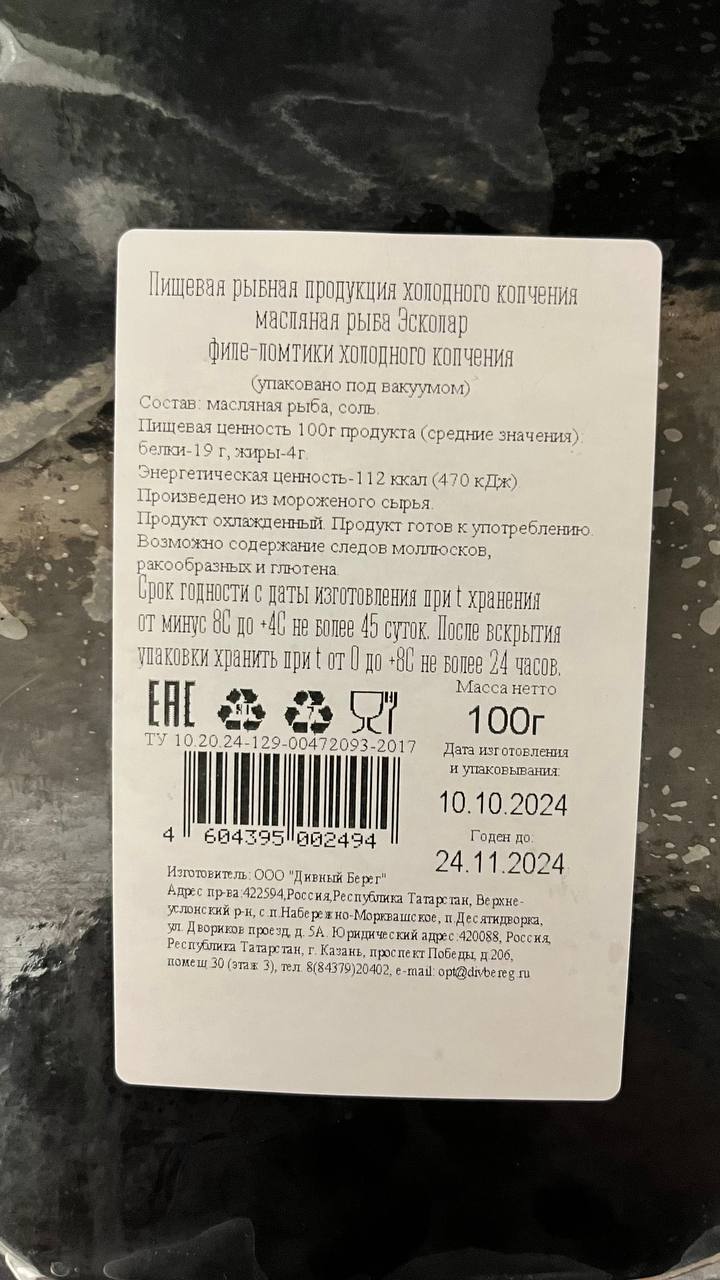 Пищевая рыбная продукция холодного копчения
масляная рыба Эсколар
филе-ломтики холодного копчения
(упаковано под вакуумом)
Состав: масляная рыба, соль.
Пищевая ценность 100г продукта (средние значения):
белки-19 г, жиры-4г.
Энергетическая ценность-112 ккал (470 кДж).
Произведено из мороженого сырья.
Продукт охлажденный. Продукт готов к употреблению.
Возможно содержание следов моллюсков,
ракообразных и глютена.
Срок годности с даты изготовления при t хранения
от минус 8С до +4С не более 45 суток. После вскрытия
упаковки хранить при t от 0 до +8С не более 24 часов.
ЕАС
81
7
Масса нетто
100г
ТУ 10.20.24-129-00472093-2017
Дата изготовления
и упаковывания:
10.10.2024
Годен до:
24.11.2024
4 604395 002494
Изготовитель: ООО "Дивный Берег"
Адрес пр-ва:422594,Россия,Республика Татарстан, Верхне-
услонский р-н, с.п.Набережно-Морквашское, п.Десятидворка,
ул. Двориков проезд, д. 5А. Юридический адрес:420088, Россия,
Республика Татарстан, г. Казань, проспект Победы, д.206,
помещ.30 (этаж 3), тел. 8(84379)20402, e-mail: opt@divbereg.ru